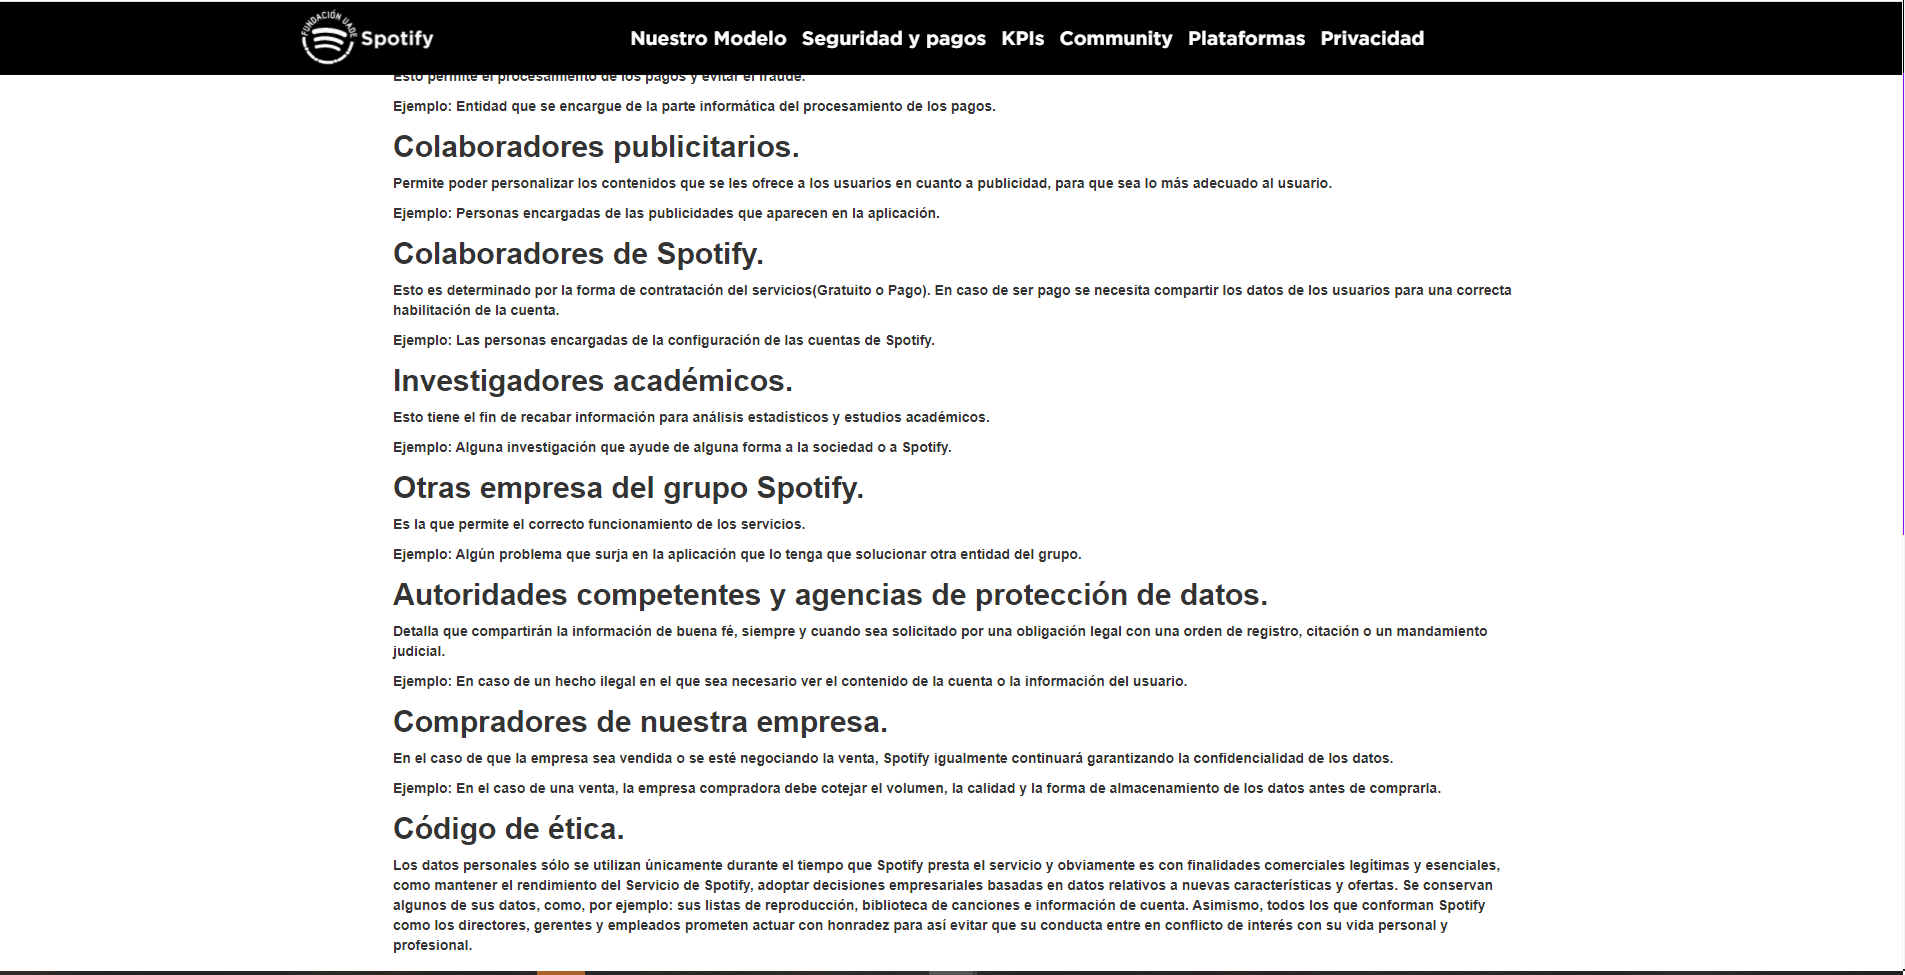 FUNDACIÓN UADE
Spotify
Nuestro Modelo Seguridad y pagos KPIs Community Plataformas Privacidad
Esto permite el procesamiento de los pagos y evitar el fraude.
Ejemplo: Entidad que se encargue de la parte informática del procesamiento de los pagos.
Colaboradores publicitarios.
Permite poder personalizar los contenidos que se les ofrece a los usuarios en cuanto a publicidad, para que sea lo más adecuado al usuario.
Ejemplo: Personas encargadas de las publicidades que aparecen en la aplicación.
Colaboradores de Spotify.
Esto es determinado por la forma de contratación del servicios(Gratuito o Pago). En caso de ser pago se necesita compartir los datos de los usuarios para una correcta
habilitación de la cuenta.
Ejemplo: Las personas encargadas de la configuración de las cuentas de Spotify.
Investigadores académicos.
Esto tiene el fin de recabar información para análisis estadísticos y estudios académicos.
Ejemplo: Alguna investigación que ayude de alguna forma a la sociedad o a Spotify.
Otras empresa del grupo Spotify.
Es la que permite el correcto funcionamiento de los servicios.
Ejemplo: Algún problema que surja en la aplicación que lo tenga que solucionar otra entidad del grupo.
Autoridades competentes y agencias de protección de datos.
Detalla que compartirán la información de buena fé, siempre y cuando sea solicitado por una obligación legal con una orden de registro, citación o un mandamiento
judicial.
Ejemplo: En caso de un hecho ilegal en el que sea necesario ver el contenido de la cuenta o la información del usuario.
Compradores de nuestra empresa.
En el caso de que la empresa sea vendida o se esté negociando la venta, Spotify igualmente continuará garantizando la confidencialidad de los datos.
Ejemplo: En el caso de una venta, la empresa compradora debe cotejar el volumen, la calidad y la forma de almacenamiento de los datos antes de comprarla.
Código de ética.
Los datos personales sólo se utilizan únicamente durante el tiempo que Spotify presta el servicio y obviamente es con finalidades comerciales legítimas y esenciales,
como mantener el rendimiento del Servicio de Spotify, adoptar decisiones empresariales basadas en datos relativos a nuevas características y ofertas. Se conservan
algunos de sus datos, como, por ejemplo: sus listas de reproducción, biblioteca de canciones e información de cuenta. Asimismo, todos los que conforman Spotify
como los directores, gerentes y empleados prometen actuar con honradez para así evitar que su conducta entre en conflicto de interés con su vida personal y
profesional.